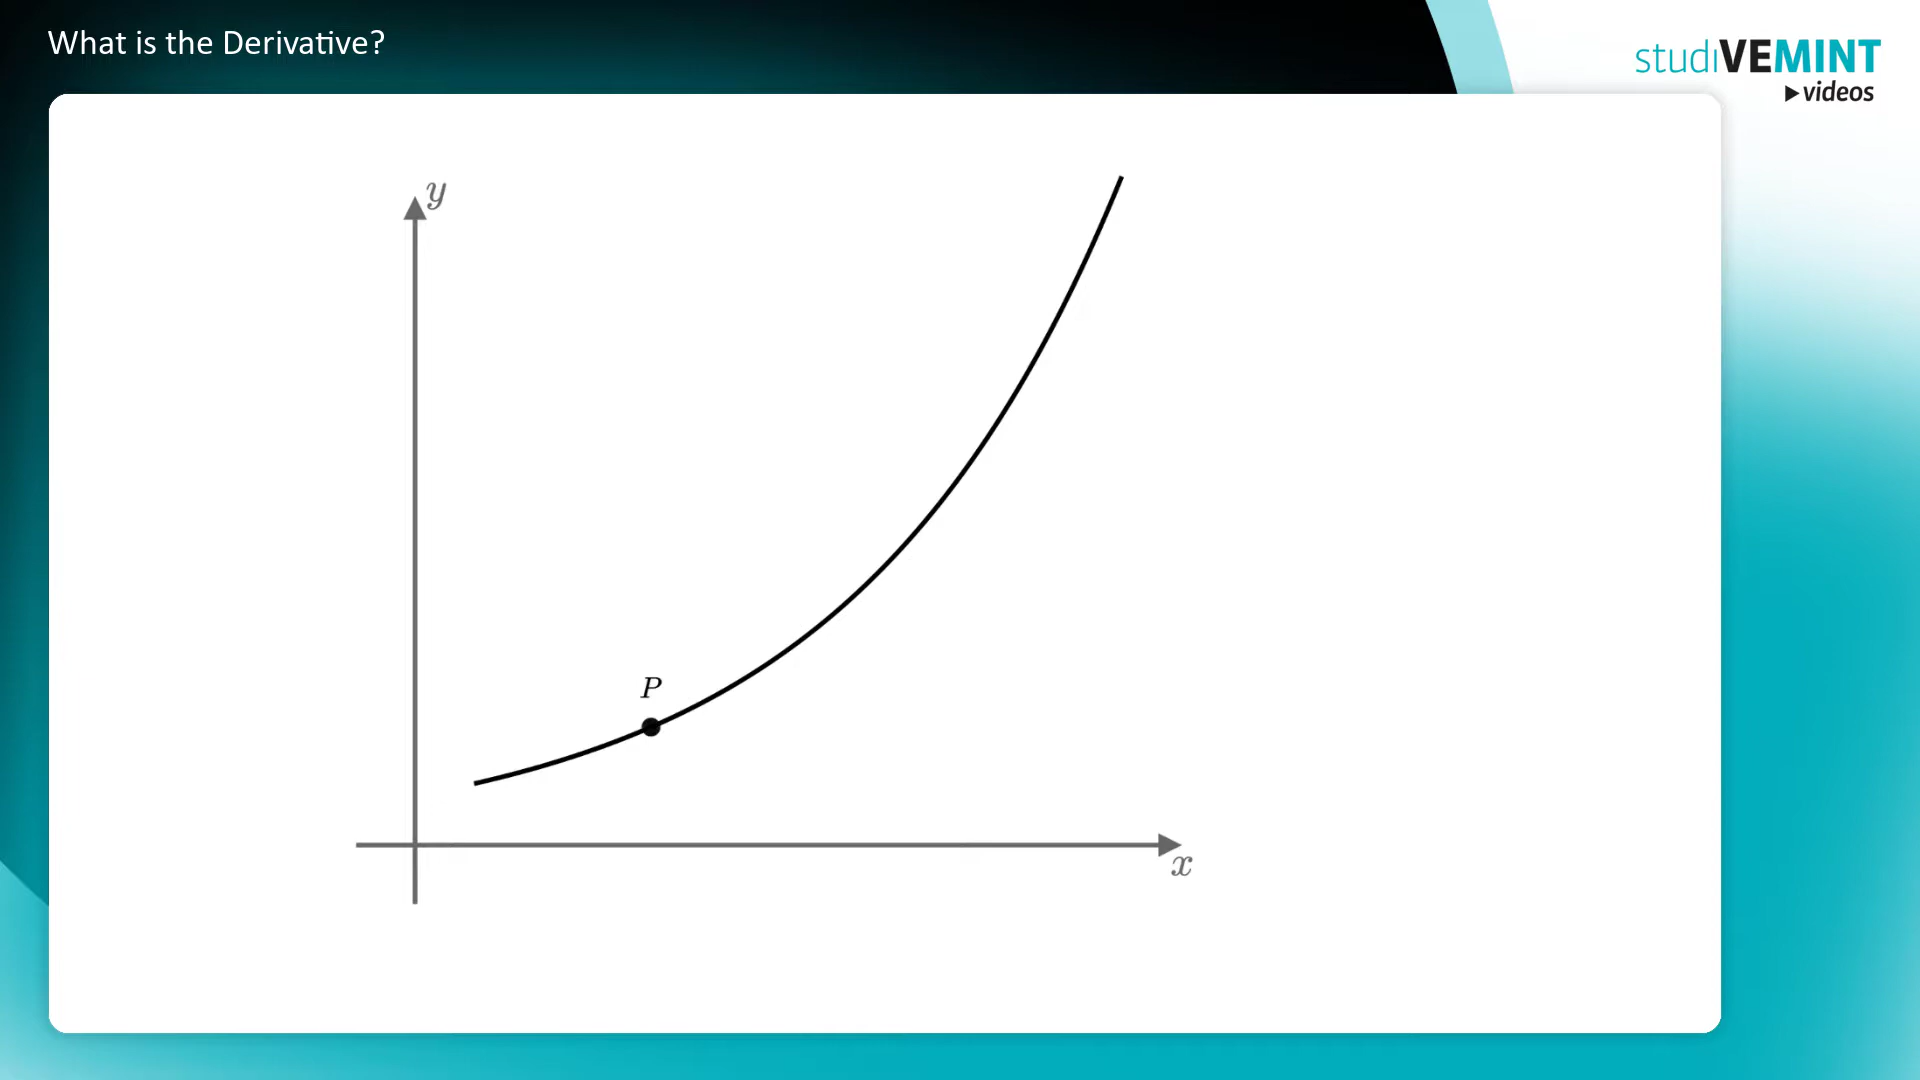 What is the Derivative?
studiVEMINT
videos
y
P
x